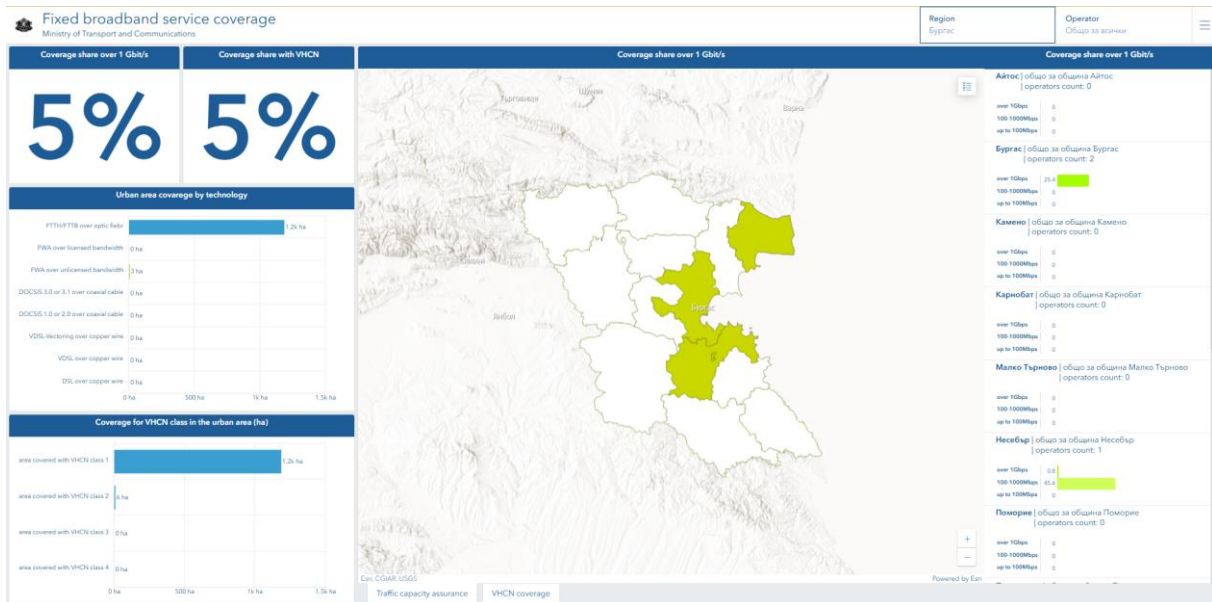 Fixed broadband service coverage
Ministry of Transport and Communications
Region
Бургас
Operator
Общо за всички
Coverage share over 1 Gbit/s
5%
Coverage share with VHCN
5%
Urban area covarege by technology
FTTH/FTTB over optic fiebr
1.2k ha
FWA over licensed bandwidth
0 ha
FWA over unlicensed bandwidth
3 ha
DOCSIS 3.0 or 3.1 over coaxial cable
0 ha
DOCSIS 1.0 or 2.0 over coaxial cable
0 ha
VDSL-Vectoring over copper wire
0 ha
VDSL over copper wire
0 ha
DSL over copper wire
0 ha
0 ha 500 ha 1k ha 1.5k ha
Coverage for VHCN class in the urban area (ha)
area covered with VHCN class 1
1.2k ha
area covered with VHCN class 2
6 ha
area covered with VHCN class 3
0 ha
area covered with VHCN class 4
0 ha
0 ha 500 ha 1k ha 1.5k ha
Coverage share over 1 Gbit/s
Търговище
Шумен
Варна
Сливен
Ямбол
Бургас
+
−
Esri, CGIAR, USGS
Powered by Esri
Traffic capacity assurance
VHCN coverage
Coverage share over 1 Gbit/s
Айтос | общо за община Айтос
| operators count: 0
over 1Gbps 0
100-1000Mbps 0
up to 100Mbps 0
Бургас | общо за община Бургас
| operators count: 2
over 1Gbps 25.4
100-1000Mbps 0
up to 100Mbps 0
Камено | общо за община Камено
| operators count: 0
over 1Gbps 0
100-1000Mbps 0
up to 100Mbps 0
Карнобат | общо за община Карнобат
| operators count: 0
over 1Gbps 0
100-1000Mbps 0
up to 100Mbps 0
Малко Търново | общо за община Малко Търново
| operators count: 0
over 1Gbps 0
100-1000Mbps 0
up to 100Mbps 0
Несебър | общо за община Несебър
| operators count: 1
over 1Gbps 0.8
100-1000Mbps 45.6
up to 100Mbps 0
Поморие | общо за община Поморие
| operators count: 0
over 1Gbps 0
100-1000Mbps 0
up to 100Mbps 0